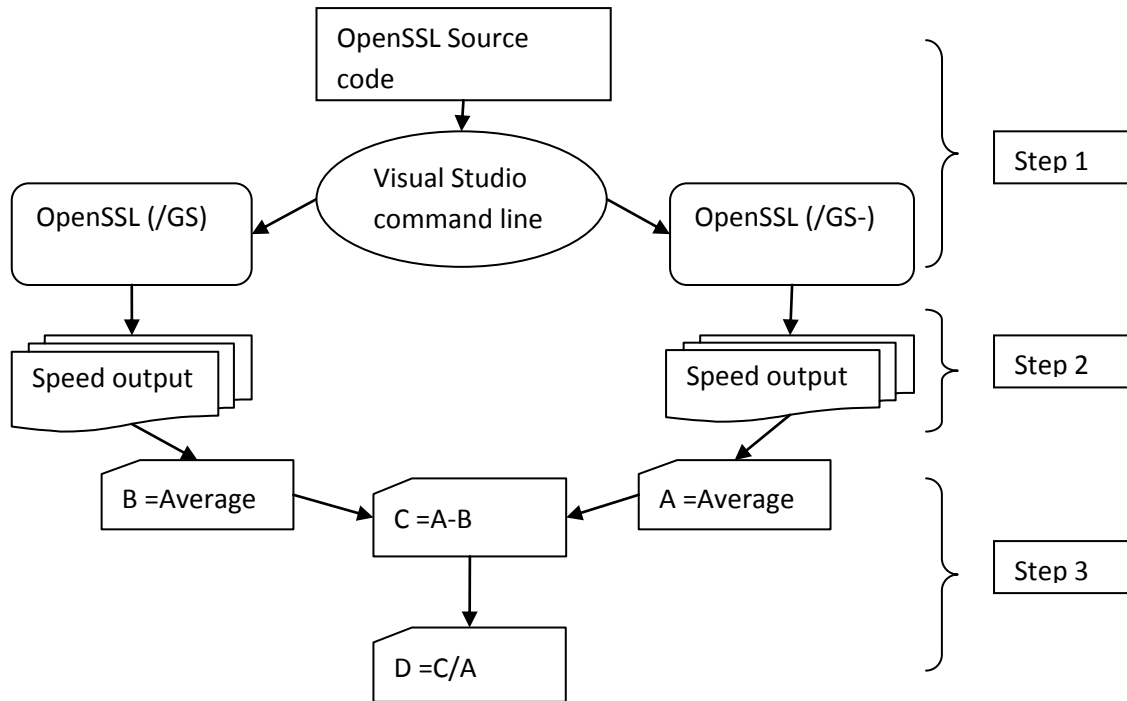 OpenSSL Source
code
Step 1
Visual Studio
command line
OpenSSL (/GS)
OpenSSL (/GS-)
Speed output
Speed output
Step 2
B =Average
C =A-B
A =Average
Step 3
D =C/A